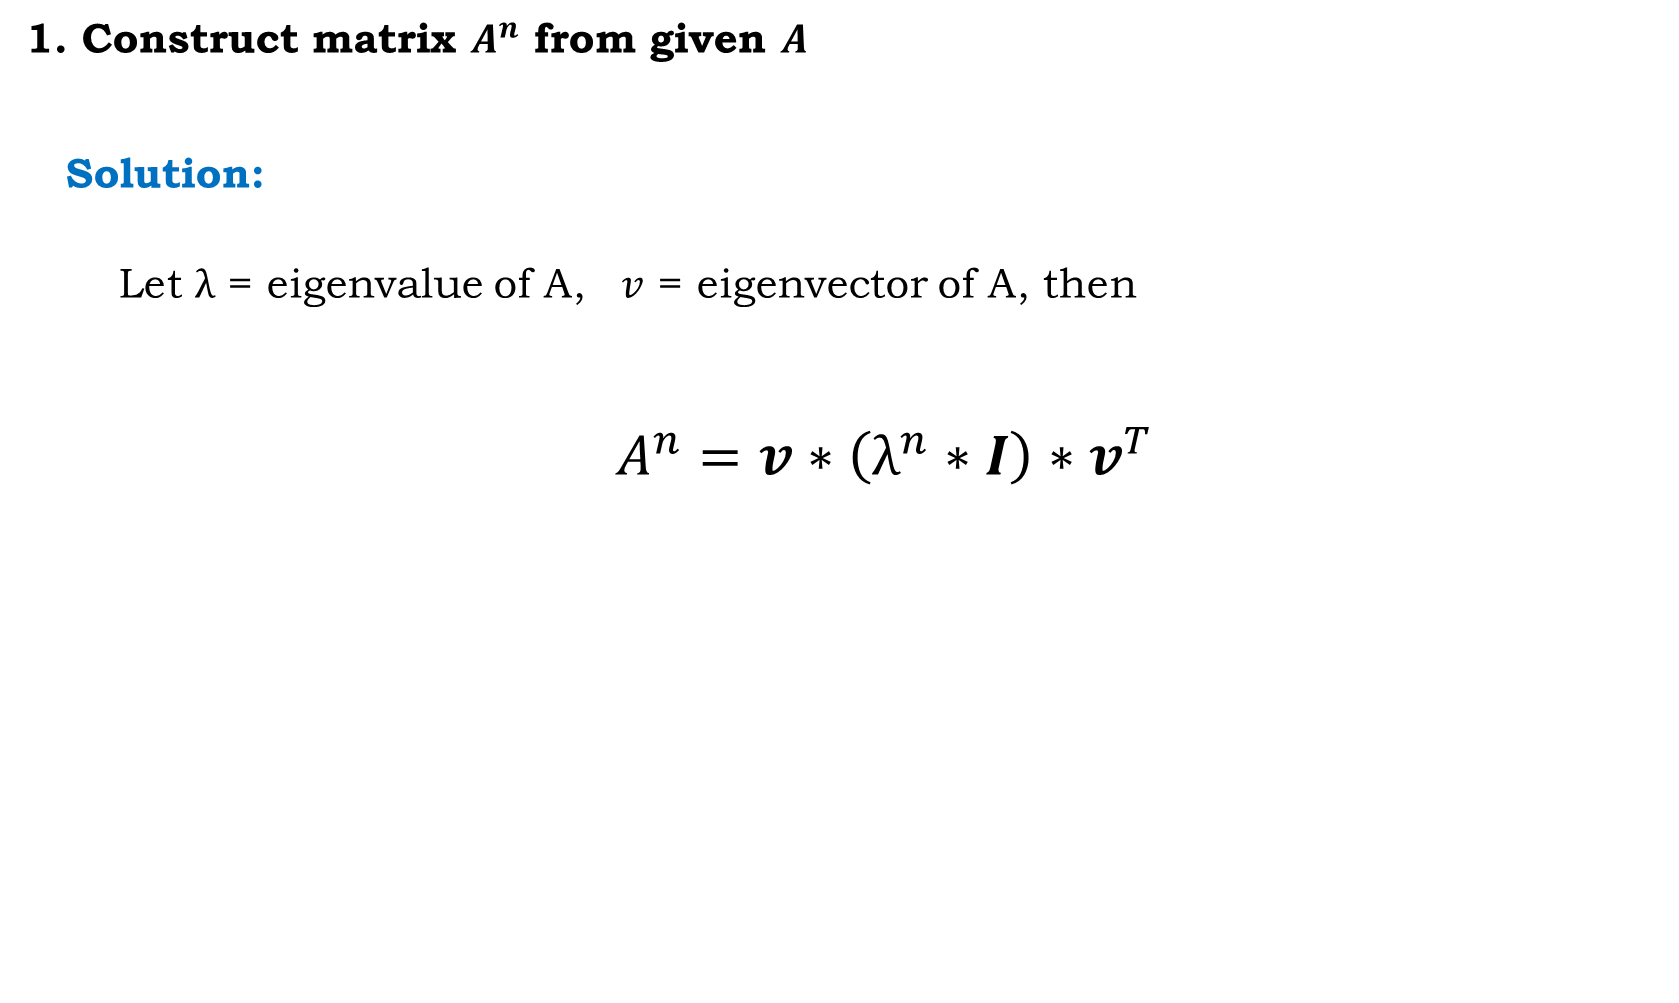 1. Construct matrix Aⁿ from given A
Solution:
Let λ = eigenvalue of A, v = eigenvector of A, then
Aⁿ = v ∗ (λⁿ ∗ I) ∗ vᵀ